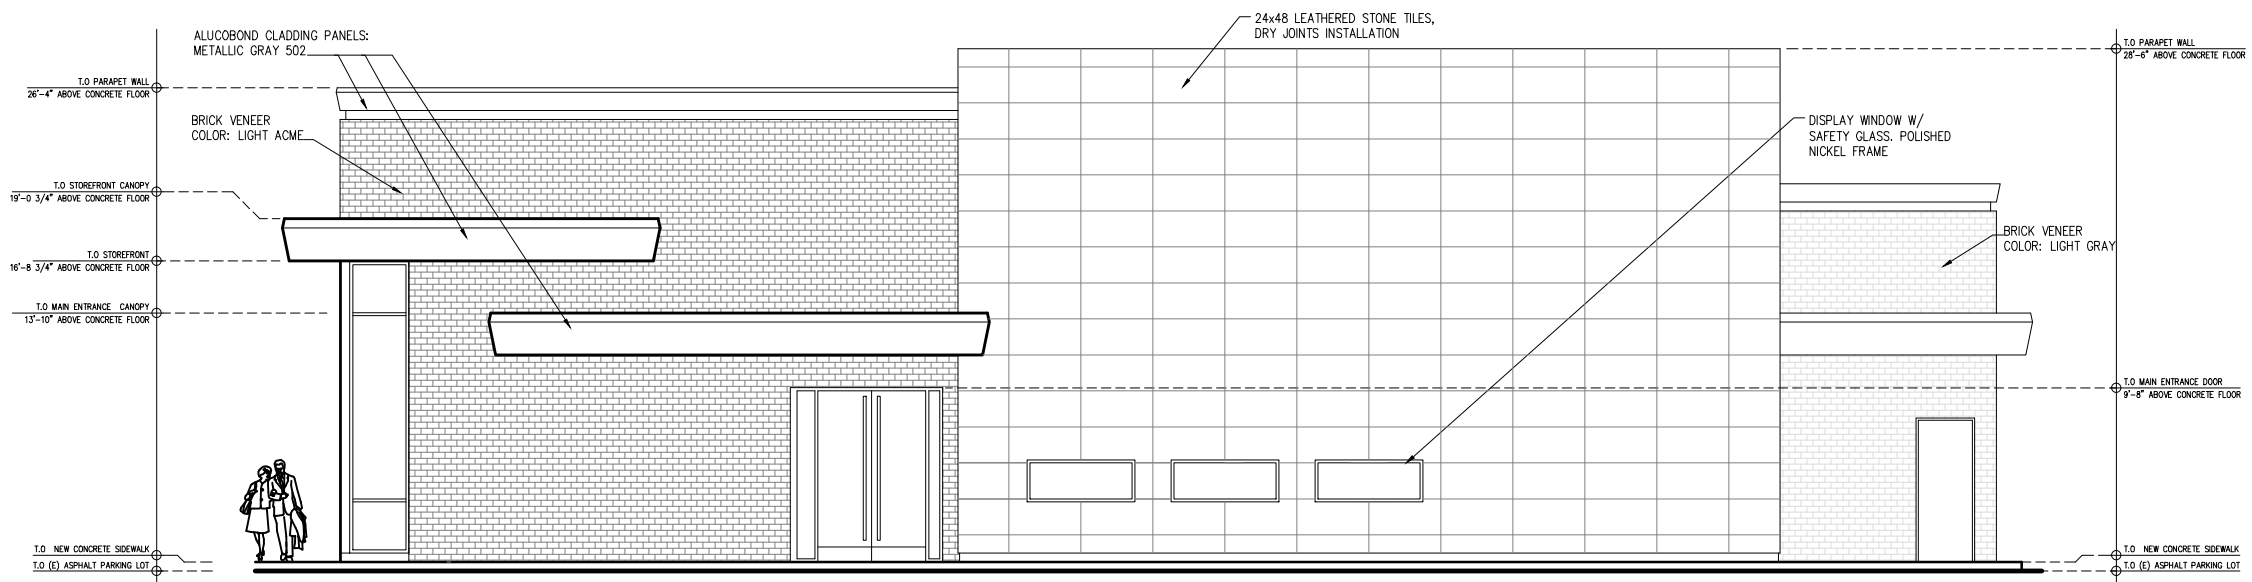 24x48 LEATHERED STONE TILES,
DRY JOINTS INSTALLATION
ALUCOBOND CLADDING PANELS:
METALLIC GRAY 502
T.O PARAPET WALL
28'-6" ABOVE CONCRETE FLOOR
T.O PARAPET WALL
26'-4" ABOVE CONCRETE FLOOR
BRICK VENEER
COLOR: LIGHT ACME
DISPLAY WINDOW W/
SAFETY GLASS. POLISHED
NICKEL FRAME
T.O STOREFRONT CANOPY
19'-0 3/4" ABOVE CONCRETE FLOOR
BRICK VENEER
COLOR: LIGHT GRAY
T.O STOREFRONT
16'-8 3/4" ABOVE CONCRETE FLOOR
T.O MAIN ENTRANCE CANOPY
13'-10" ABOVE CONCRETE FLOOR
T.O MAIN ENTRANCE DOOR
9'-8" ABOVE CONCRETE FLOOR
T.O NEW CONCRETE SIDEWALK
T.O (E) ASPHALT PARKING LOT
T.O NEW CONCRETE SIDEWALK
T.O (E) ASPHALT PARKING LOT